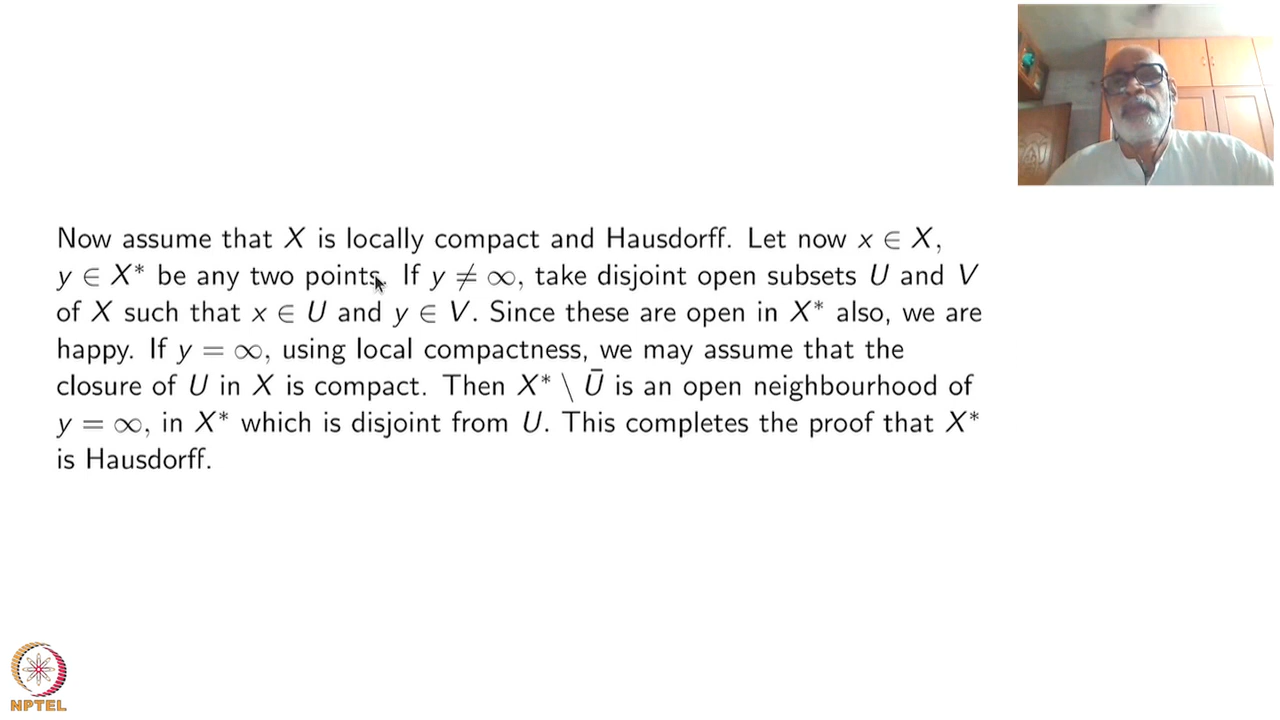 Now assume that X is locally compact and Hausdorff. Let now x ∈ X,
y ∈ X* be any two points. If y ≠ ∞, take disjoint open subsets U and V
of X such that x ∈ U and y ∈ V. Since these are open in X* also, we are
happy. If y = ∞, using local compactness, we may assume that the
closure of U in X is compact. Then X* \ Ū is an open neighbourhood of
y = ∞, in X* which is disjoint from U. This completes the proof that X*
is Hausdorff.
NPTEL